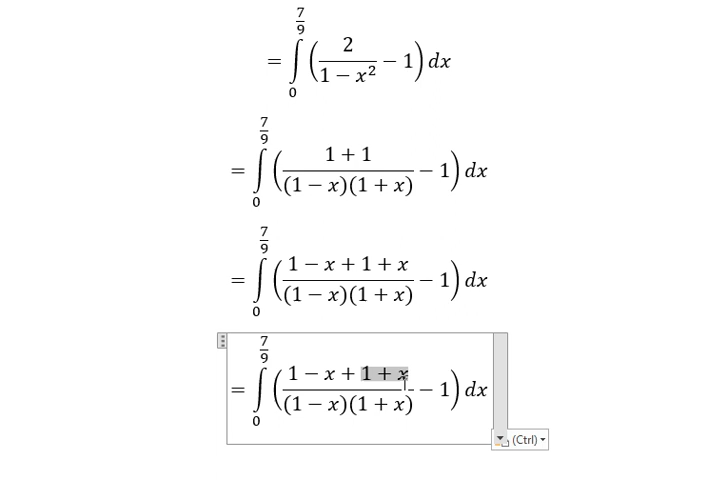 = ∫₀^(7/9) (2/(1 − x²) − 1) dx
= ∫₀^(7/9) ((1 + 1)/((1 − x)(1 + x)) − 1) dx
= ∫₀^(7/9) ((1 − x + 1 + x)/((1 − x)(1 + x)) − 1) dx
= ∫₀^(7/9) ((1 − x + 1 + x)/((1 − x)(1 + x)) − 1) dx
(Ctrl)